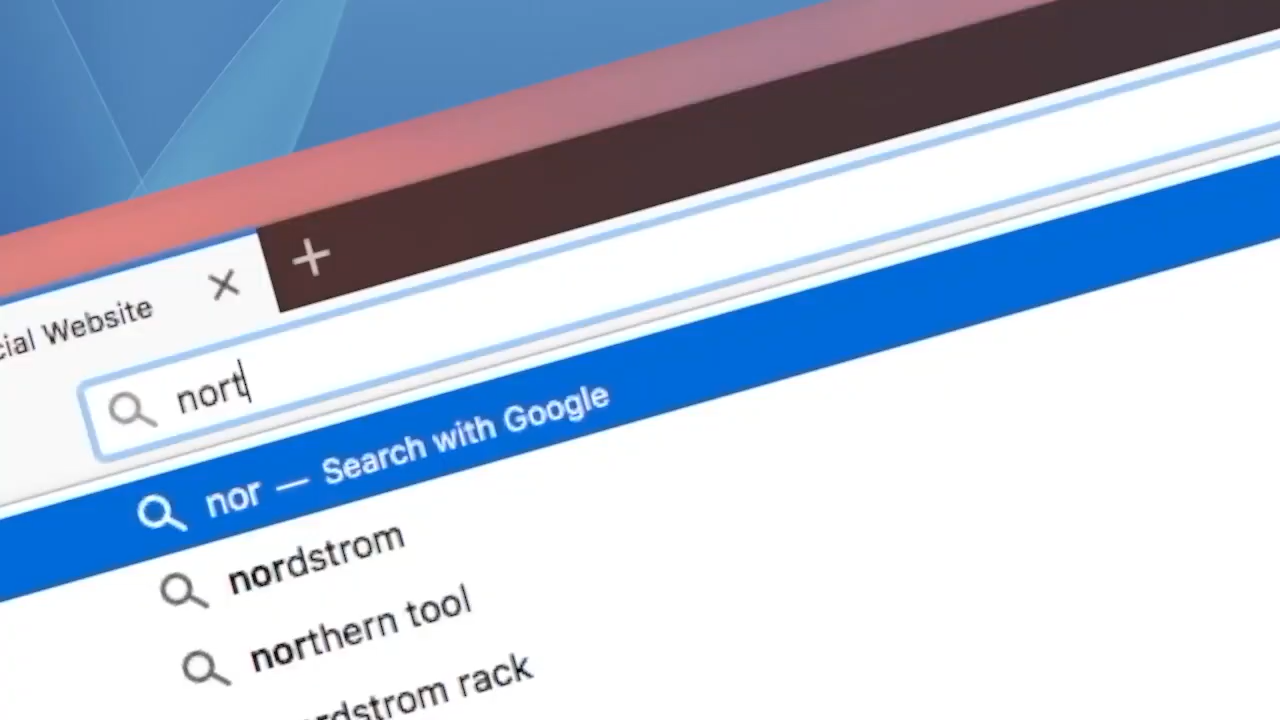 cial Website
nort
nor — Search with Google
nordstrom
northern tool
rdstrom rack